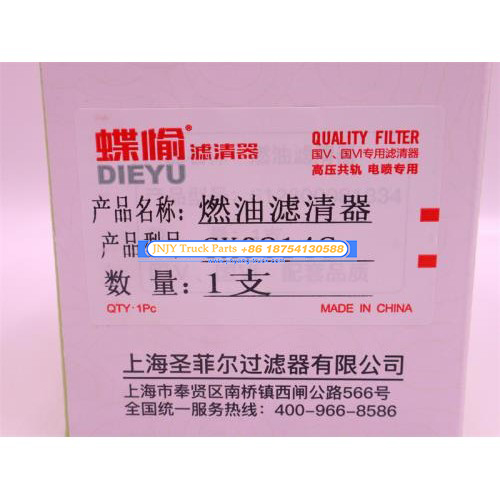 蝶愉® 滤清器
DIEYU
QUALITY FILTER
国Ⅴ、国Ⅵ专用滤清器
高压共轨 电喷专用
产品名称: 燃油滤清器
产品型号:
JNJY Truck Parts +86 18754130588
数量: 1支
QTY·1Pc
MADE IN CHINA
上海圣菲尔过滤器有限公司
上海市奉贤区南桥镇西闸公路566号
全国统一服务热线: 400-966-8586